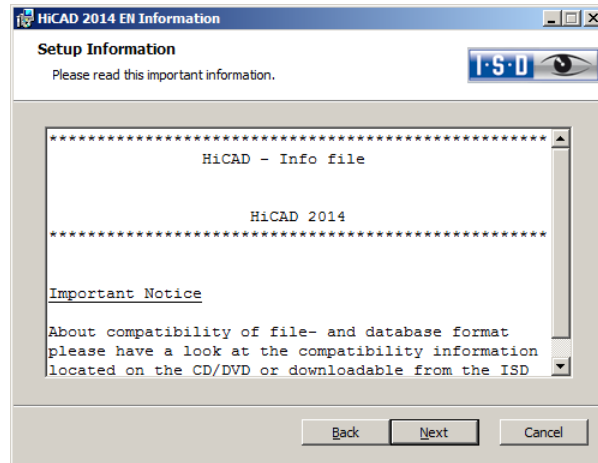 HiCAD 2014 EN Information
Setup Information
Please read this important information.
I·S·D
*****************************************************
HiCAD - Info file
HiCAD 2014
*****************************************************
Important Notice
About compatibility of file- and database format
please have a look at the compatibility information
located on the CD/DVD or downloadable from the ISD
Back Next Cancel